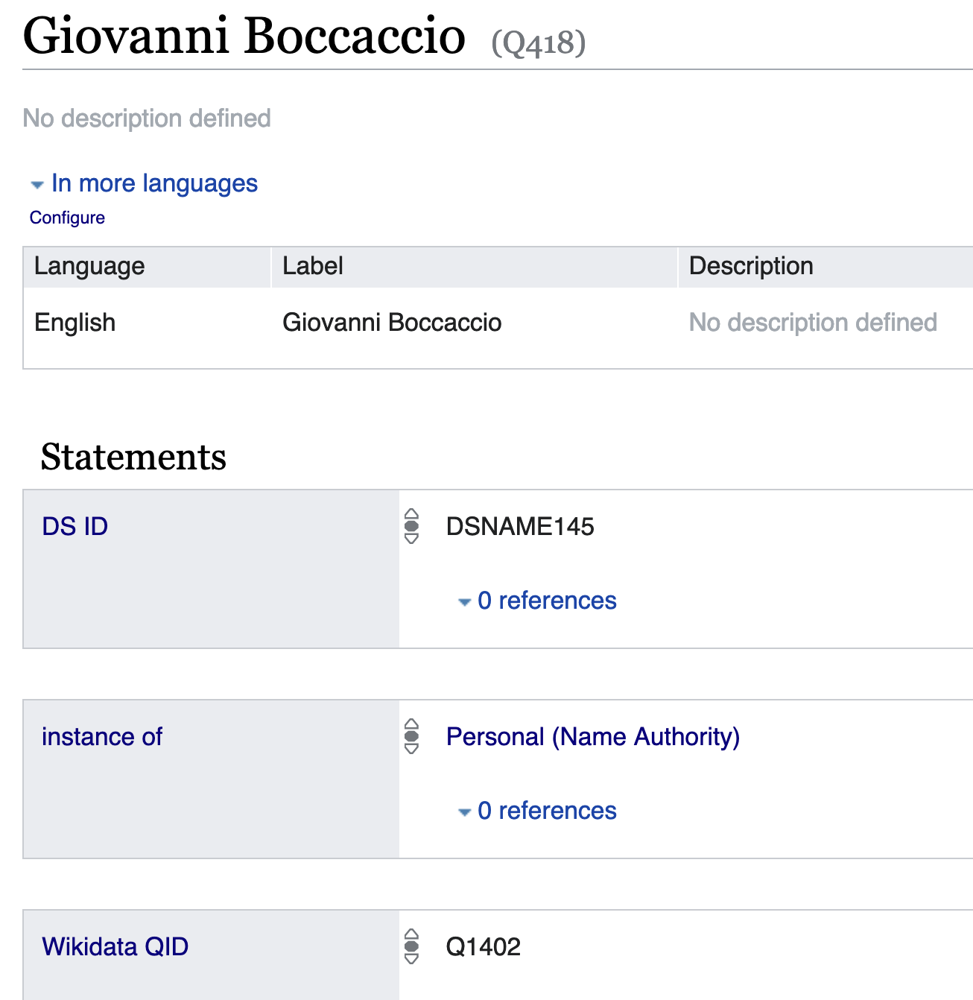 Giovanni Boccaccio (Q418)
No description defined
In more languages
Configure
Language Label Description
English Giovanni Boccaccio No description defined
Statements
DS ID DSNAME145
0 references
instance of Personal (Name Authority)
0 references
Wikidata QID Q1402